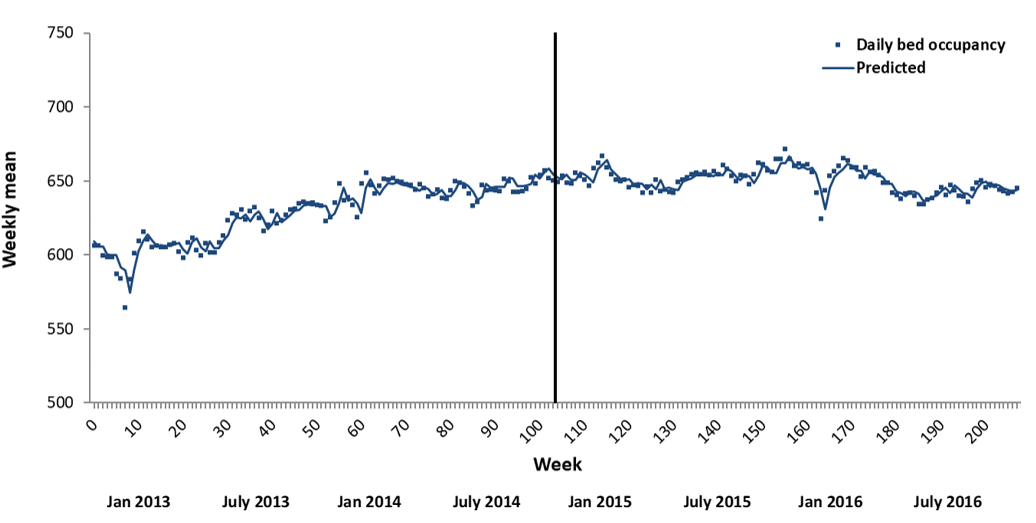 750
Daily bed occupancy
Predicted
700
650
600
550
500
Weekly mean
0 10 20 30 40 50 60 70 80 90 100 110 120 130 140 150 160 170 180 190 200
Week
Jan 2013 July 2013 Jan 2014 July 2014 Jan 2015 July 2015 Jan 2016 July 2016